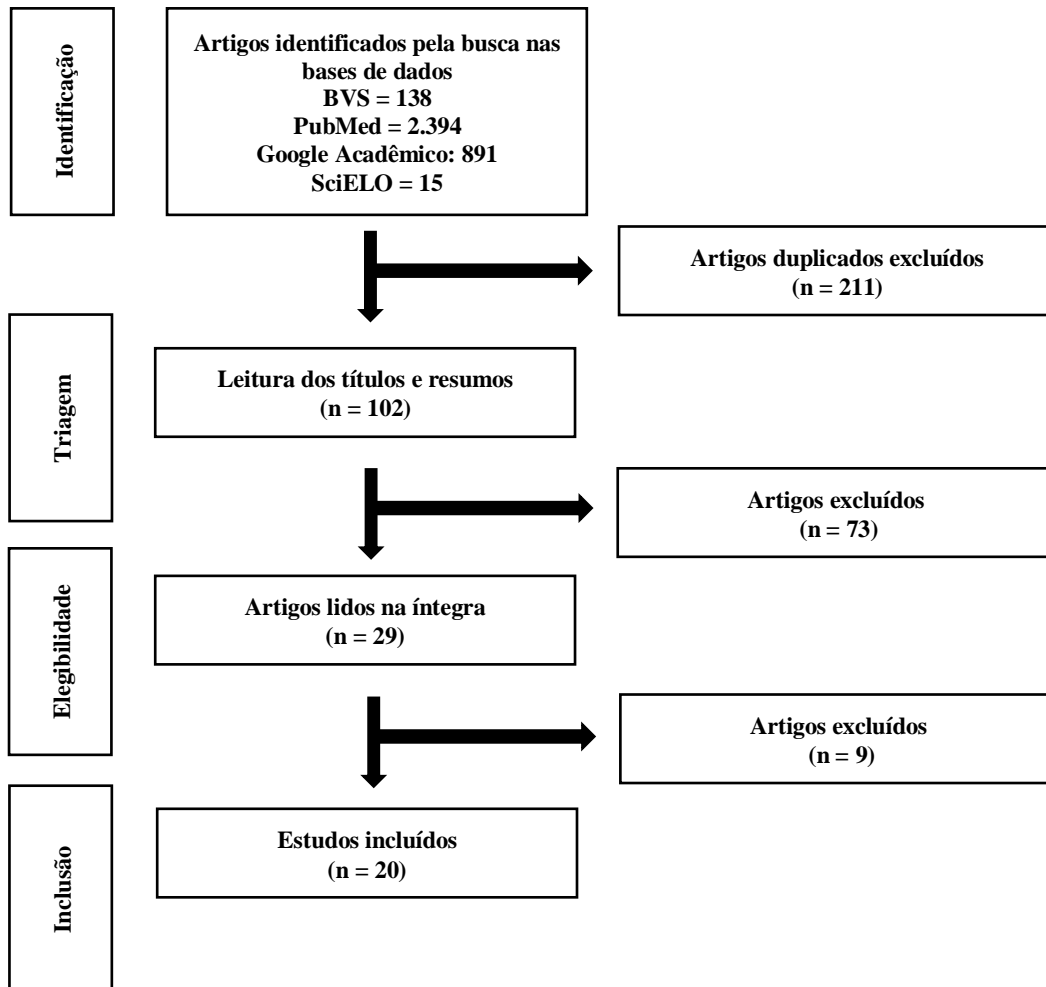 Identificação
Artigos identificados pela busca nas
bases de dados
BVS = 138
PubMed = 2.394
Google Acadêmico: 891
SciELO = 15
Artigos duplicados excluídos
(n = 211)
Triagem
Leitura dos títulos e resumos
(n = 102)
Artigos excluídos
(n = 73)
Elegibilidade
Artigos lidos na íntegra
(n = 29)
Artigos excluídos
(n = 9)
Inclusão
Estudos incluídos
(n = 20)